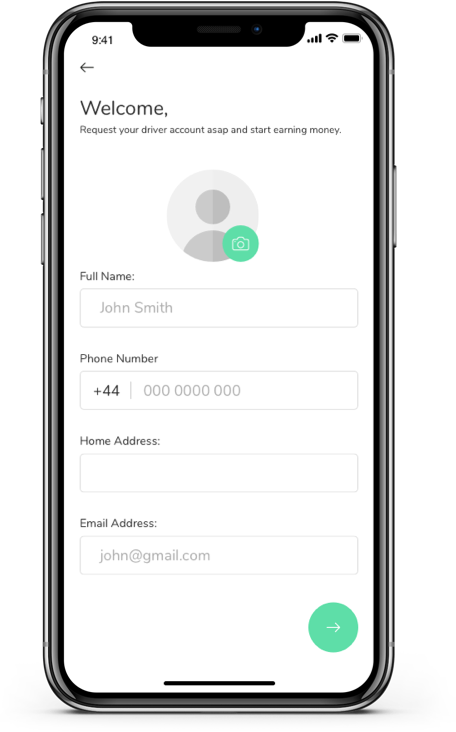 9:41
Welcome,
Request your driver account asap and start earning money.
Full Name:
John Smith
Phone Number
+44 000 0000 000
Home Address:
Email Address:
john@gmail.com